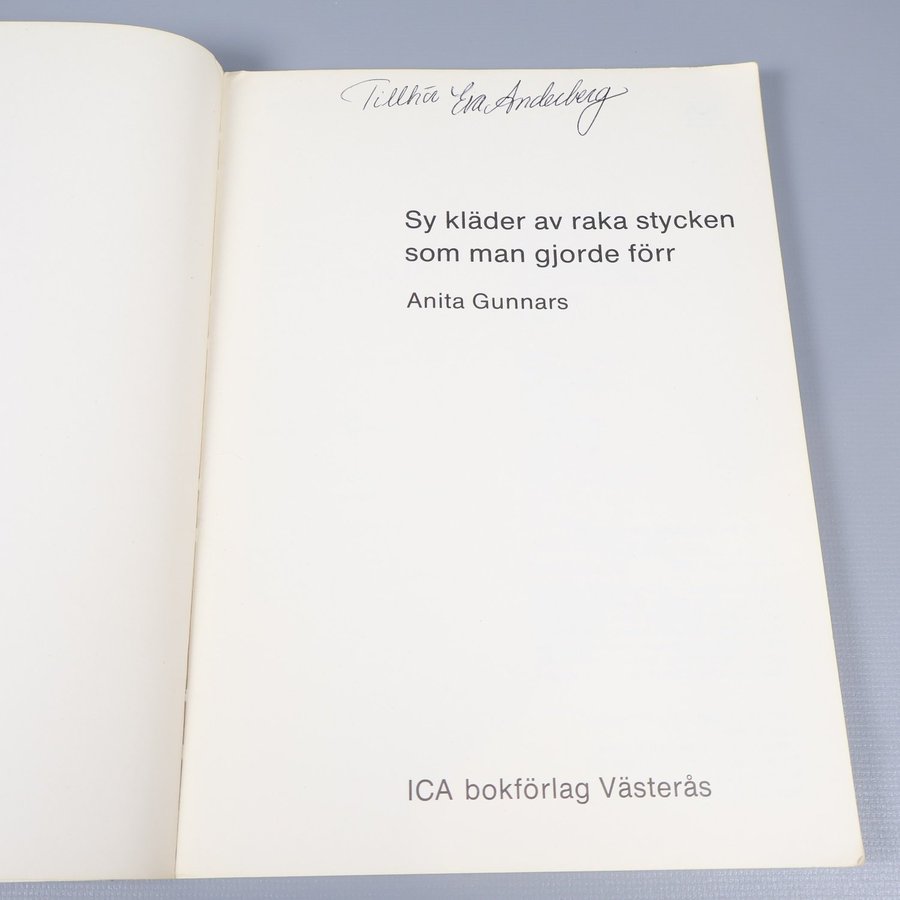 Tillhör Eva Anderberg
Sy kläder av raka stycken
som man gjorde förr
Anita Gunnars
ICA bokförlag Västerås